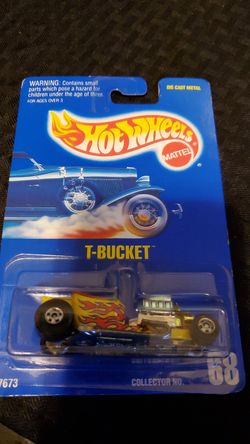 WARNING: Contains small
parts which pose a hazard for
children under the age of three.
FOR AGES OVER 3
DIE CAST METAL
Hot Wheels
MATTEL
T-BUCKET
7673
COLLECTOR NO.
68